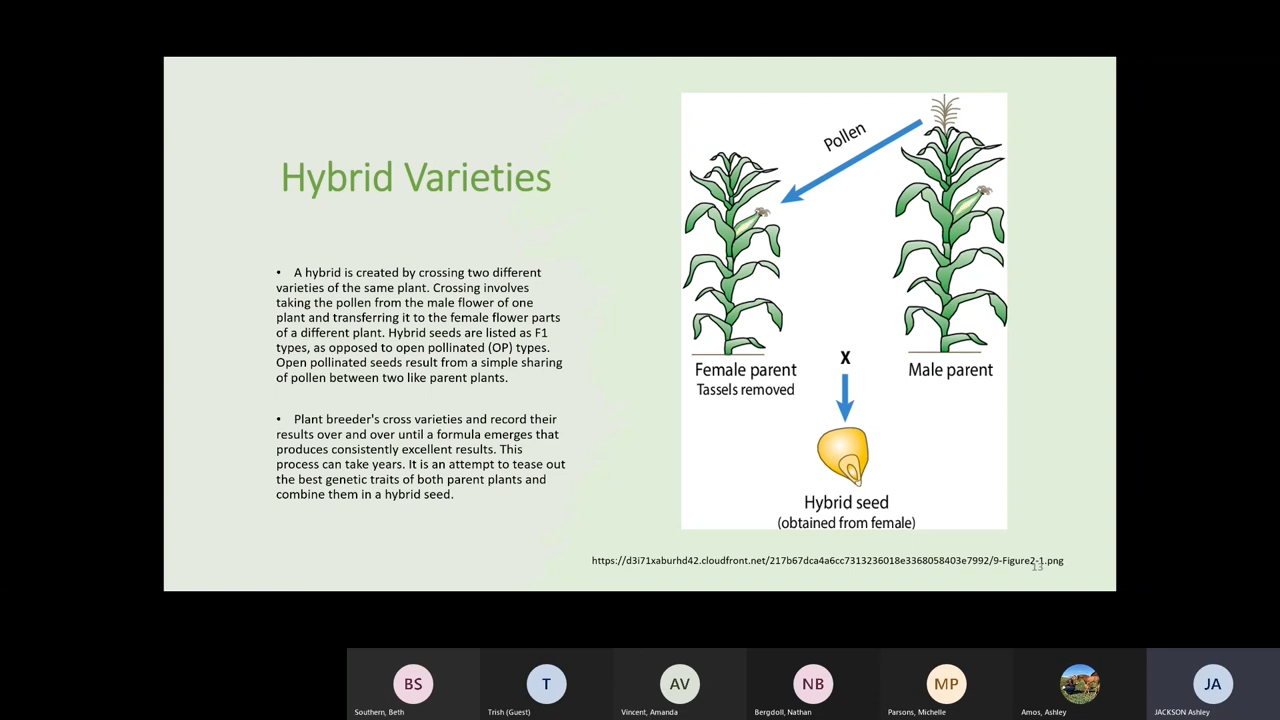 Hybrid Varieties
• A hybrid is created by crossing two different
varieties of the same plant. Crossing involves
taking the pollen from the male flower of one
plant and transferring it to the female flower parts
of a different plant. Hybrid seeds are listed as F1
types, as opposed to open pollinated (OP) types.
Open pollinated seeds result from a simple sharing
of pollen between two like parent plants.
• Plant breeder's cross varieties and record their
results over and over until a formula emerges that
produces consistently excellent results. This
process can take years. It is an attempt to tease out
the best genetic traits of both parent plants and
combine them in a hybrid seed.
Pollen
X
Female parent
Tassels removed
Male parent
Hybrid seed
(obtained from female)
https://d3i71xaburhd42.cloudfront.net/217b67dca4a6cc7313236018e3368058403e7992/9-Figure2-1.png
13
BS
T
AV
NB
MP
JA
Southern, Beth
Trish (Guest)
Vincent, Amanda
Bergdoll, Nathan
Parsons, Michelle
Amos, Ashley
JACKSON Ashley